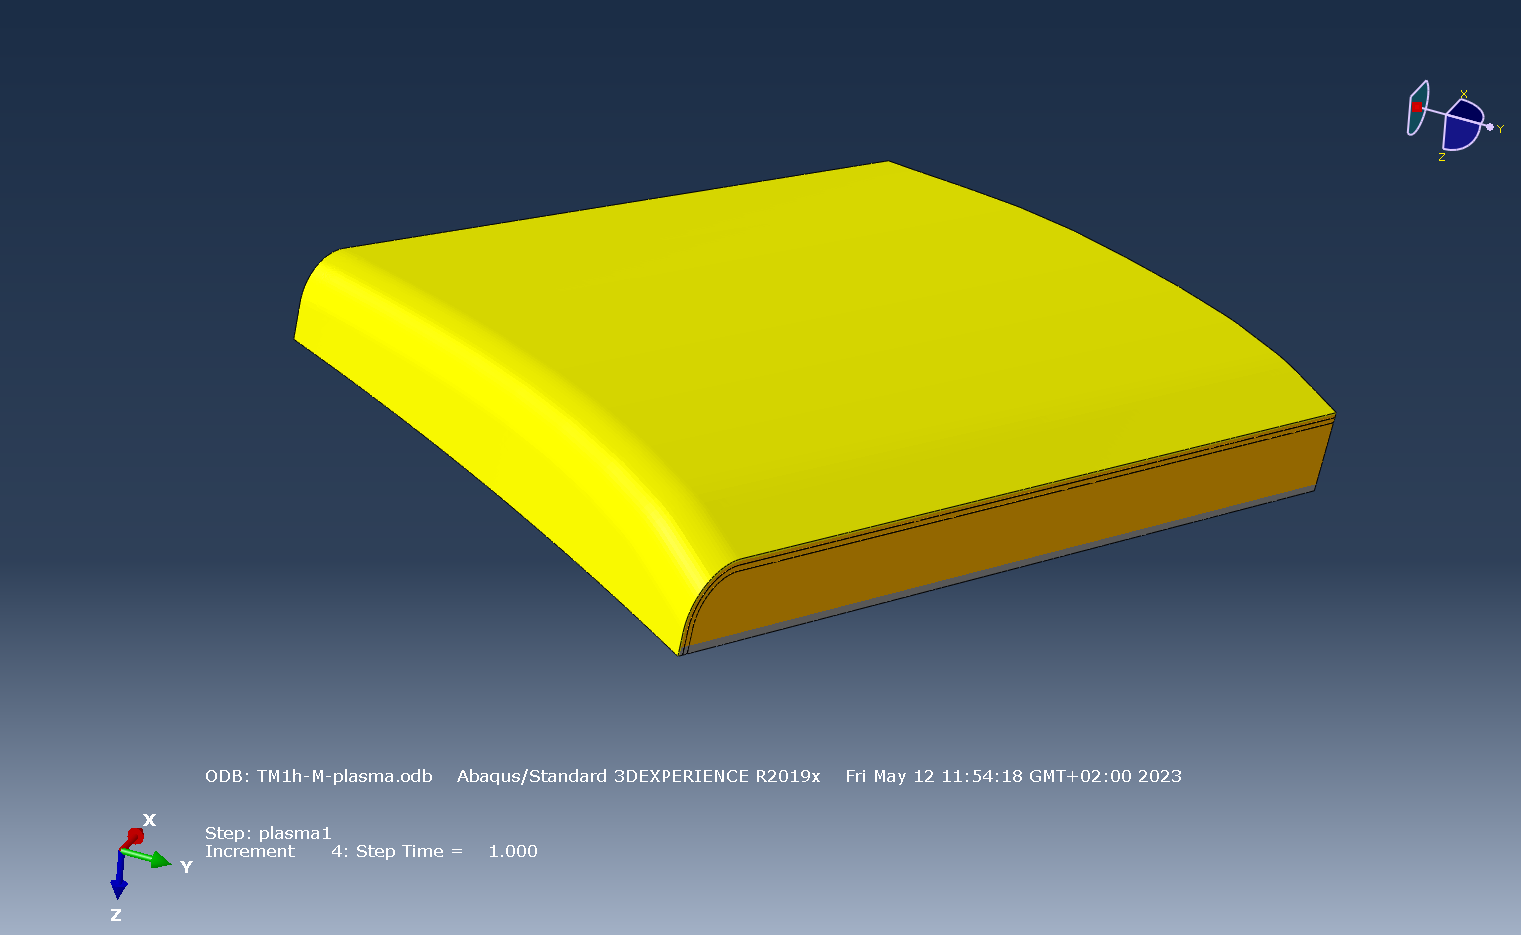 X
Y
Z
ODB: TM1h-M-plasma.odb Abaqus/Standard 3DEXPERIENCE R2019x Fri May 12 11:54:18 GMT+02:00 2023
X
Step: plasma1
Increment 4: Step Time = 1.000
Y
Z